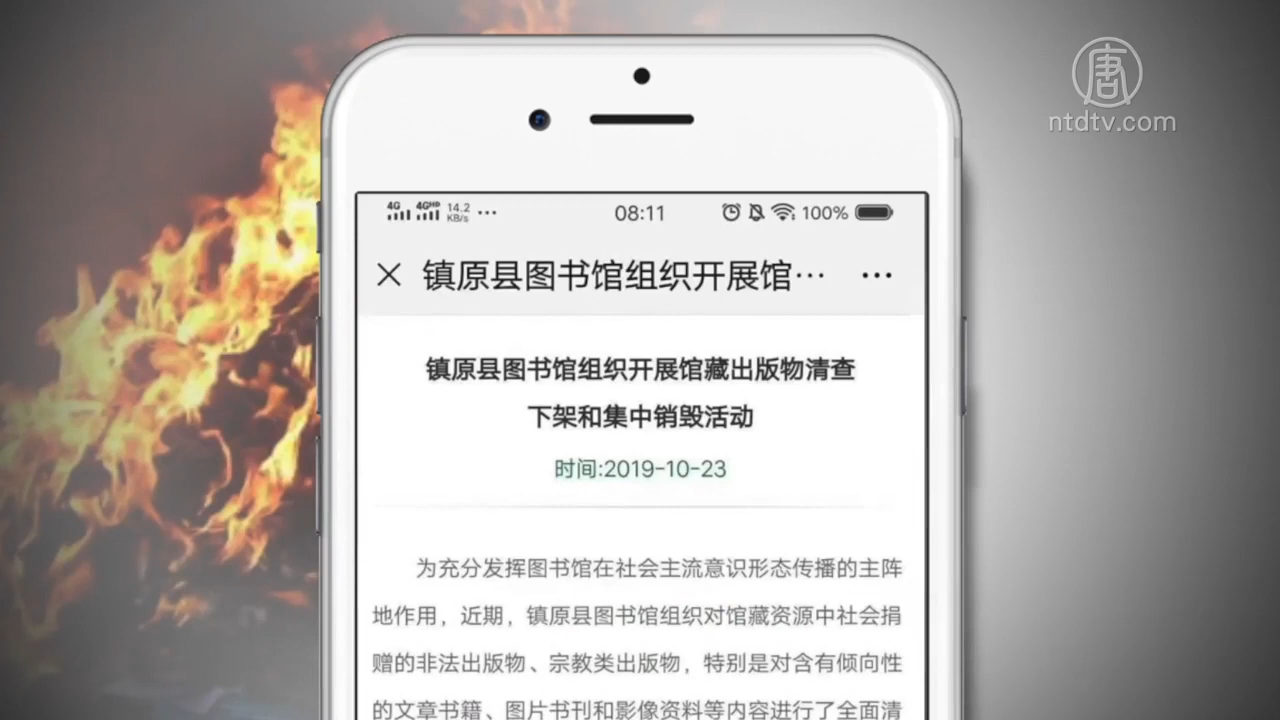 唐
ntdtv.com
4G 4GHD 14.2 KB/s ··· 08:11 100%
镇原县图书馆组织开展馆···
镇原县图书馆组织开展馆藏出版物清查
下架和集中销毁活动
时间:2019-10-23
为充分发挥图书馆在社会主流意识形态传播的主阵
地作用，近期，镇原县图书馆组织对馆藏资源中社会捐
赠的非法出版物、宗教类出版物，特别是对含有倾向性
的文章书籍、图片书刊和影像资料等内容进行了全面清